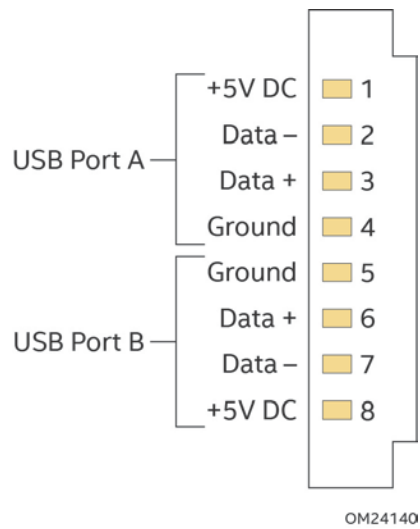 +5V DC 1
Data – 2
USB Port A
Data + 3
Ground 4
Ground 5
Data + 6
USB Port B
Data – 7
+5V DC 8
OM24140